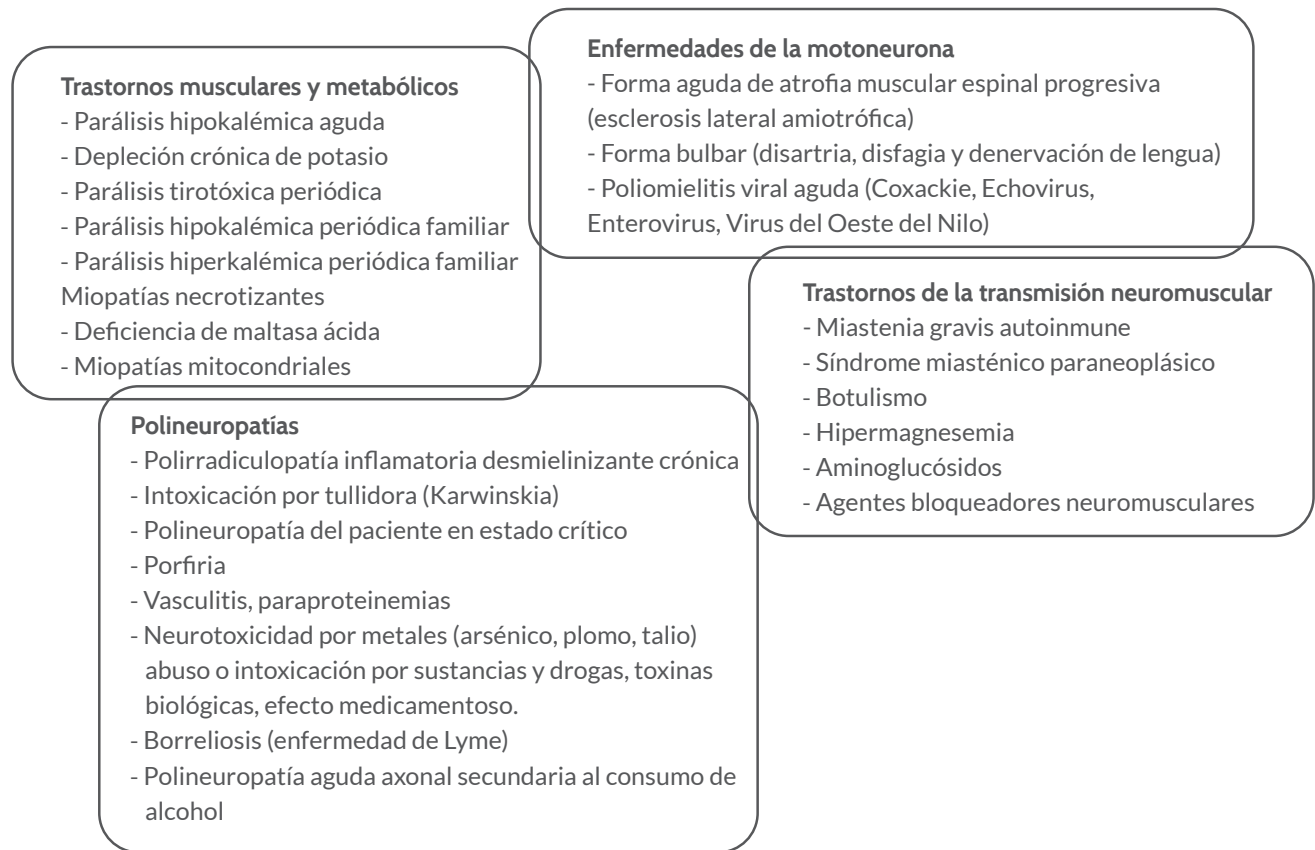 Trastornos musculares y metabólicos
- Parálisis hipokalémica aguda
- Depleción crónica de potasio
- Parálisis tirotóxica periódica
- Parálisis hipokalémica periódica familiar
- Parálisis hiperkalémica periódica familiar
Miopatías necrotizantes
- Deficiencia de maltasa ácida
- Miopatías mitocondriales
Enfermedades de la motoneurona
- Forma aguda de atrofia muscular espinal progresiva
(esclerosis lateral amiotrófica)
- Forma bulbar (disartria, disfagia y denervación de lengua)
- Poliomielitis viral aguda (Coxackie, Echovirus,
Enterovirus, Virus del Oeste del Nilo)
Trastornos de la transmisión neuromuscular
- Miastenia gravis autoinmune
- Síndrome miasténico paraneoplásico
- Botulismo
- Hipermagnesemia
- Aminoglucósidos
- Agentes bloqueadores neuromusculares
Polineuropatías
- Polirradiculopatía inflamatoria desmielinizante crónica
- Intoxicación por tullidora (Karwinskia)
- Polineuropatía del paciente en estado crítico
- Porfiria
- Vasculitis, paraproteinemias
- Neurotoxicidad por metales (arsénico, plomo, talio)
abuso o intoxicación por sustancias y drogas, toxinas
biológicas, efecto medicamentoso.
- Borreliosis (enfermedad de Lyme)
- Polineuropatía aguda axonal secundaria al consumo de
alcohol